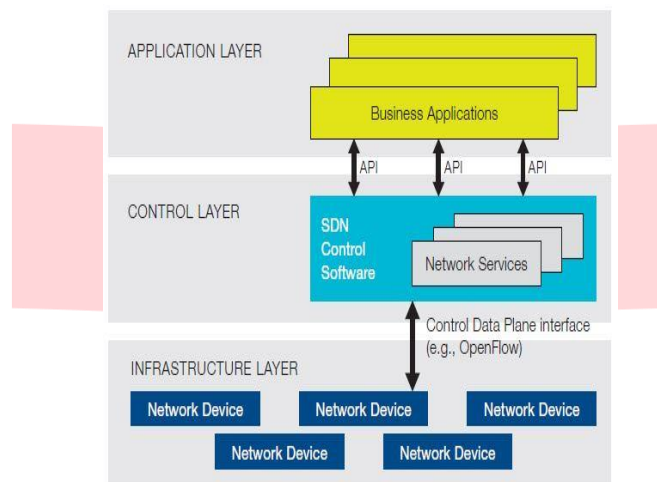 APPLICATION LAYER
Business Applications
API API API
CONTROL LAYER
SDN
Control
Software
Network Services
Control Data Plane interface
(e.g., OpenFlow)
INFRASTRUCTURE LAYER
Network Device Network Device Network Device
Network Device Network Device